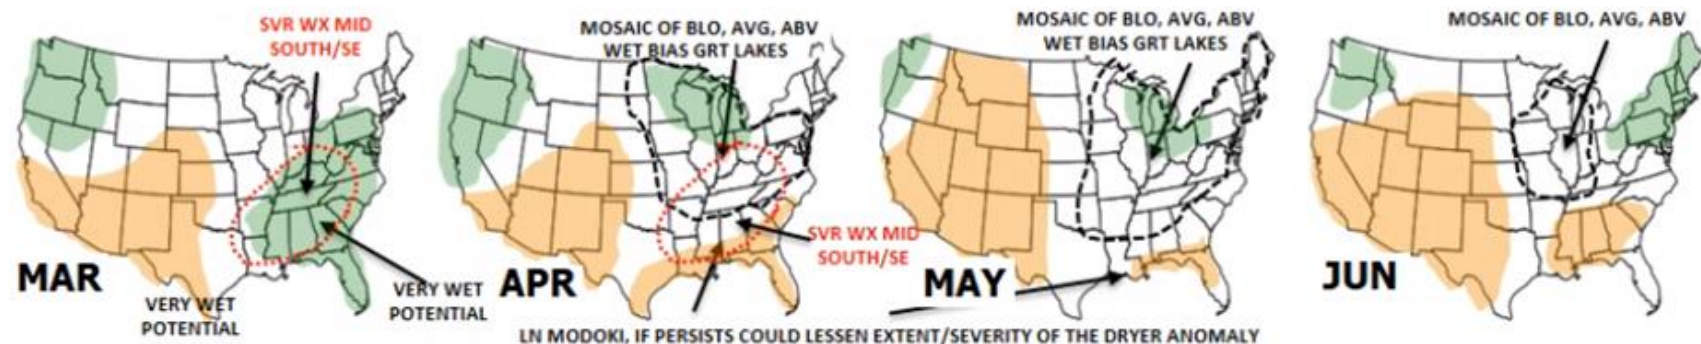 SVR WX MID
SOUTH/SE
MAR
VERY WET
POTENTIAL
VERY WET
POTENTIAL
MOSAIC OF BLO, AVG, ABV
WET BIAS GRT LAKES
APR
SVR WX MID
SOUTH/SE
MOSAIC OF BLO, AVG, ABV
WET BIAS GRT LAKES
MAY
MOSAIC OF BLO, AVG, ABV
JUN
LN MODOKI, IF PERSISTS COULD LESSEN EXTENT/SEVERITY OF THE DRYER ANOMALY